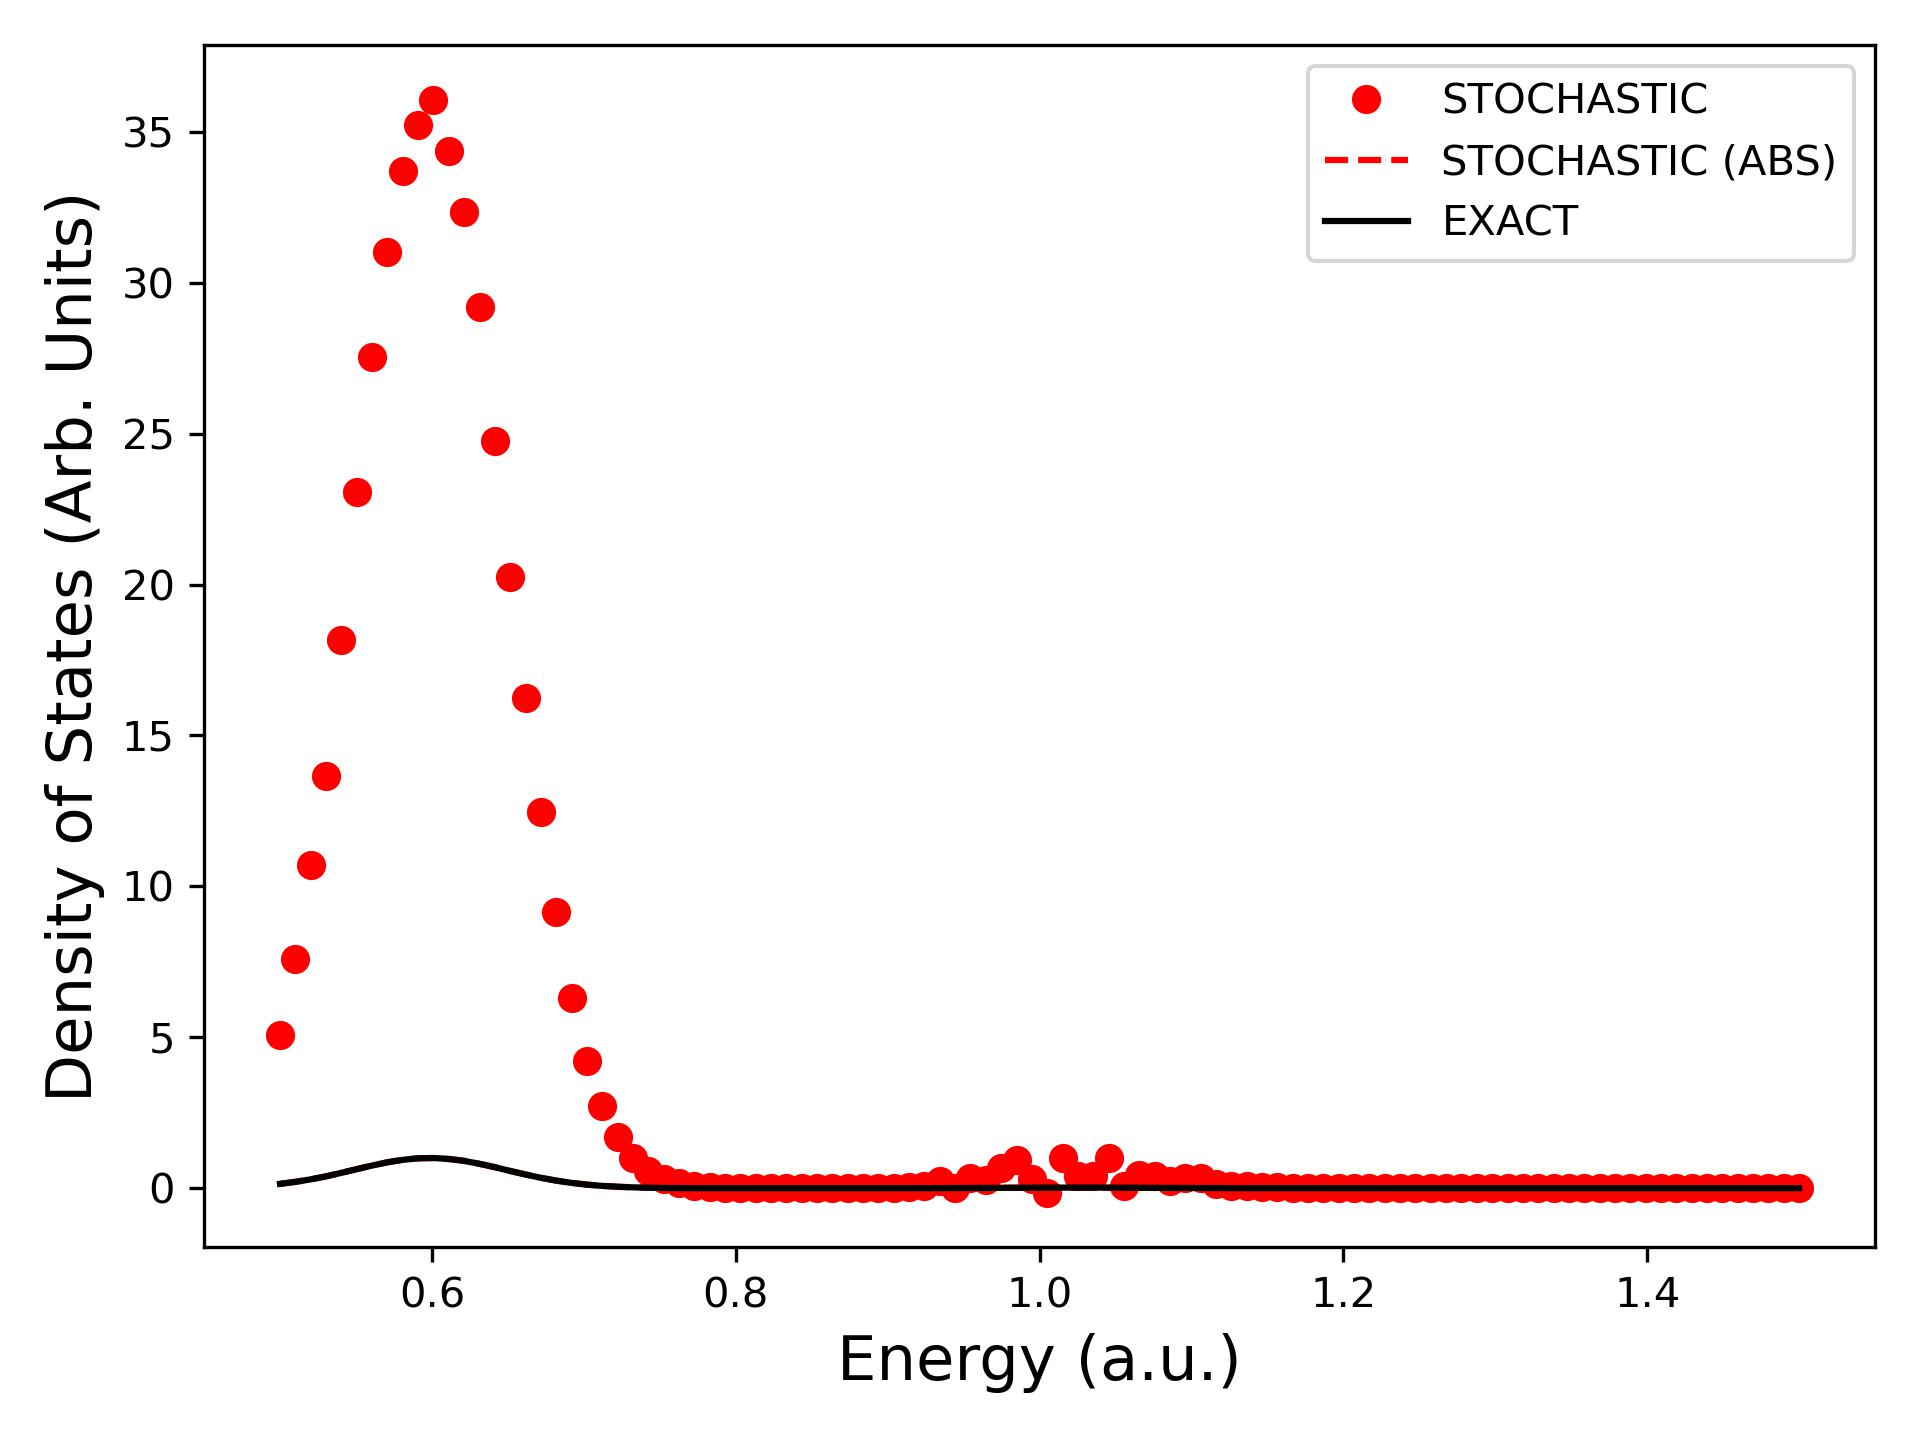 STOCHASTIC
STOCHASTIC (ABS)
EXACT
Density of States (Arb. Units)
35
30
25
20
15
10
5
0
0.6
0.8
1.0
1.2
1.4
Energy (a.u.)